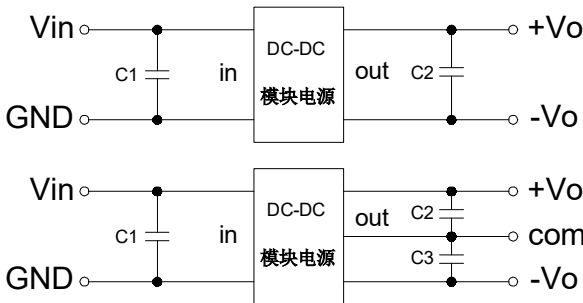 Vin
C1
GND
in
DC-DC
模块电源
out
C2
+Vo
-Vo
Vin
C1
GND
in
DC-DC
模块电源
out
C2
C3
+Vo
com
-Vo